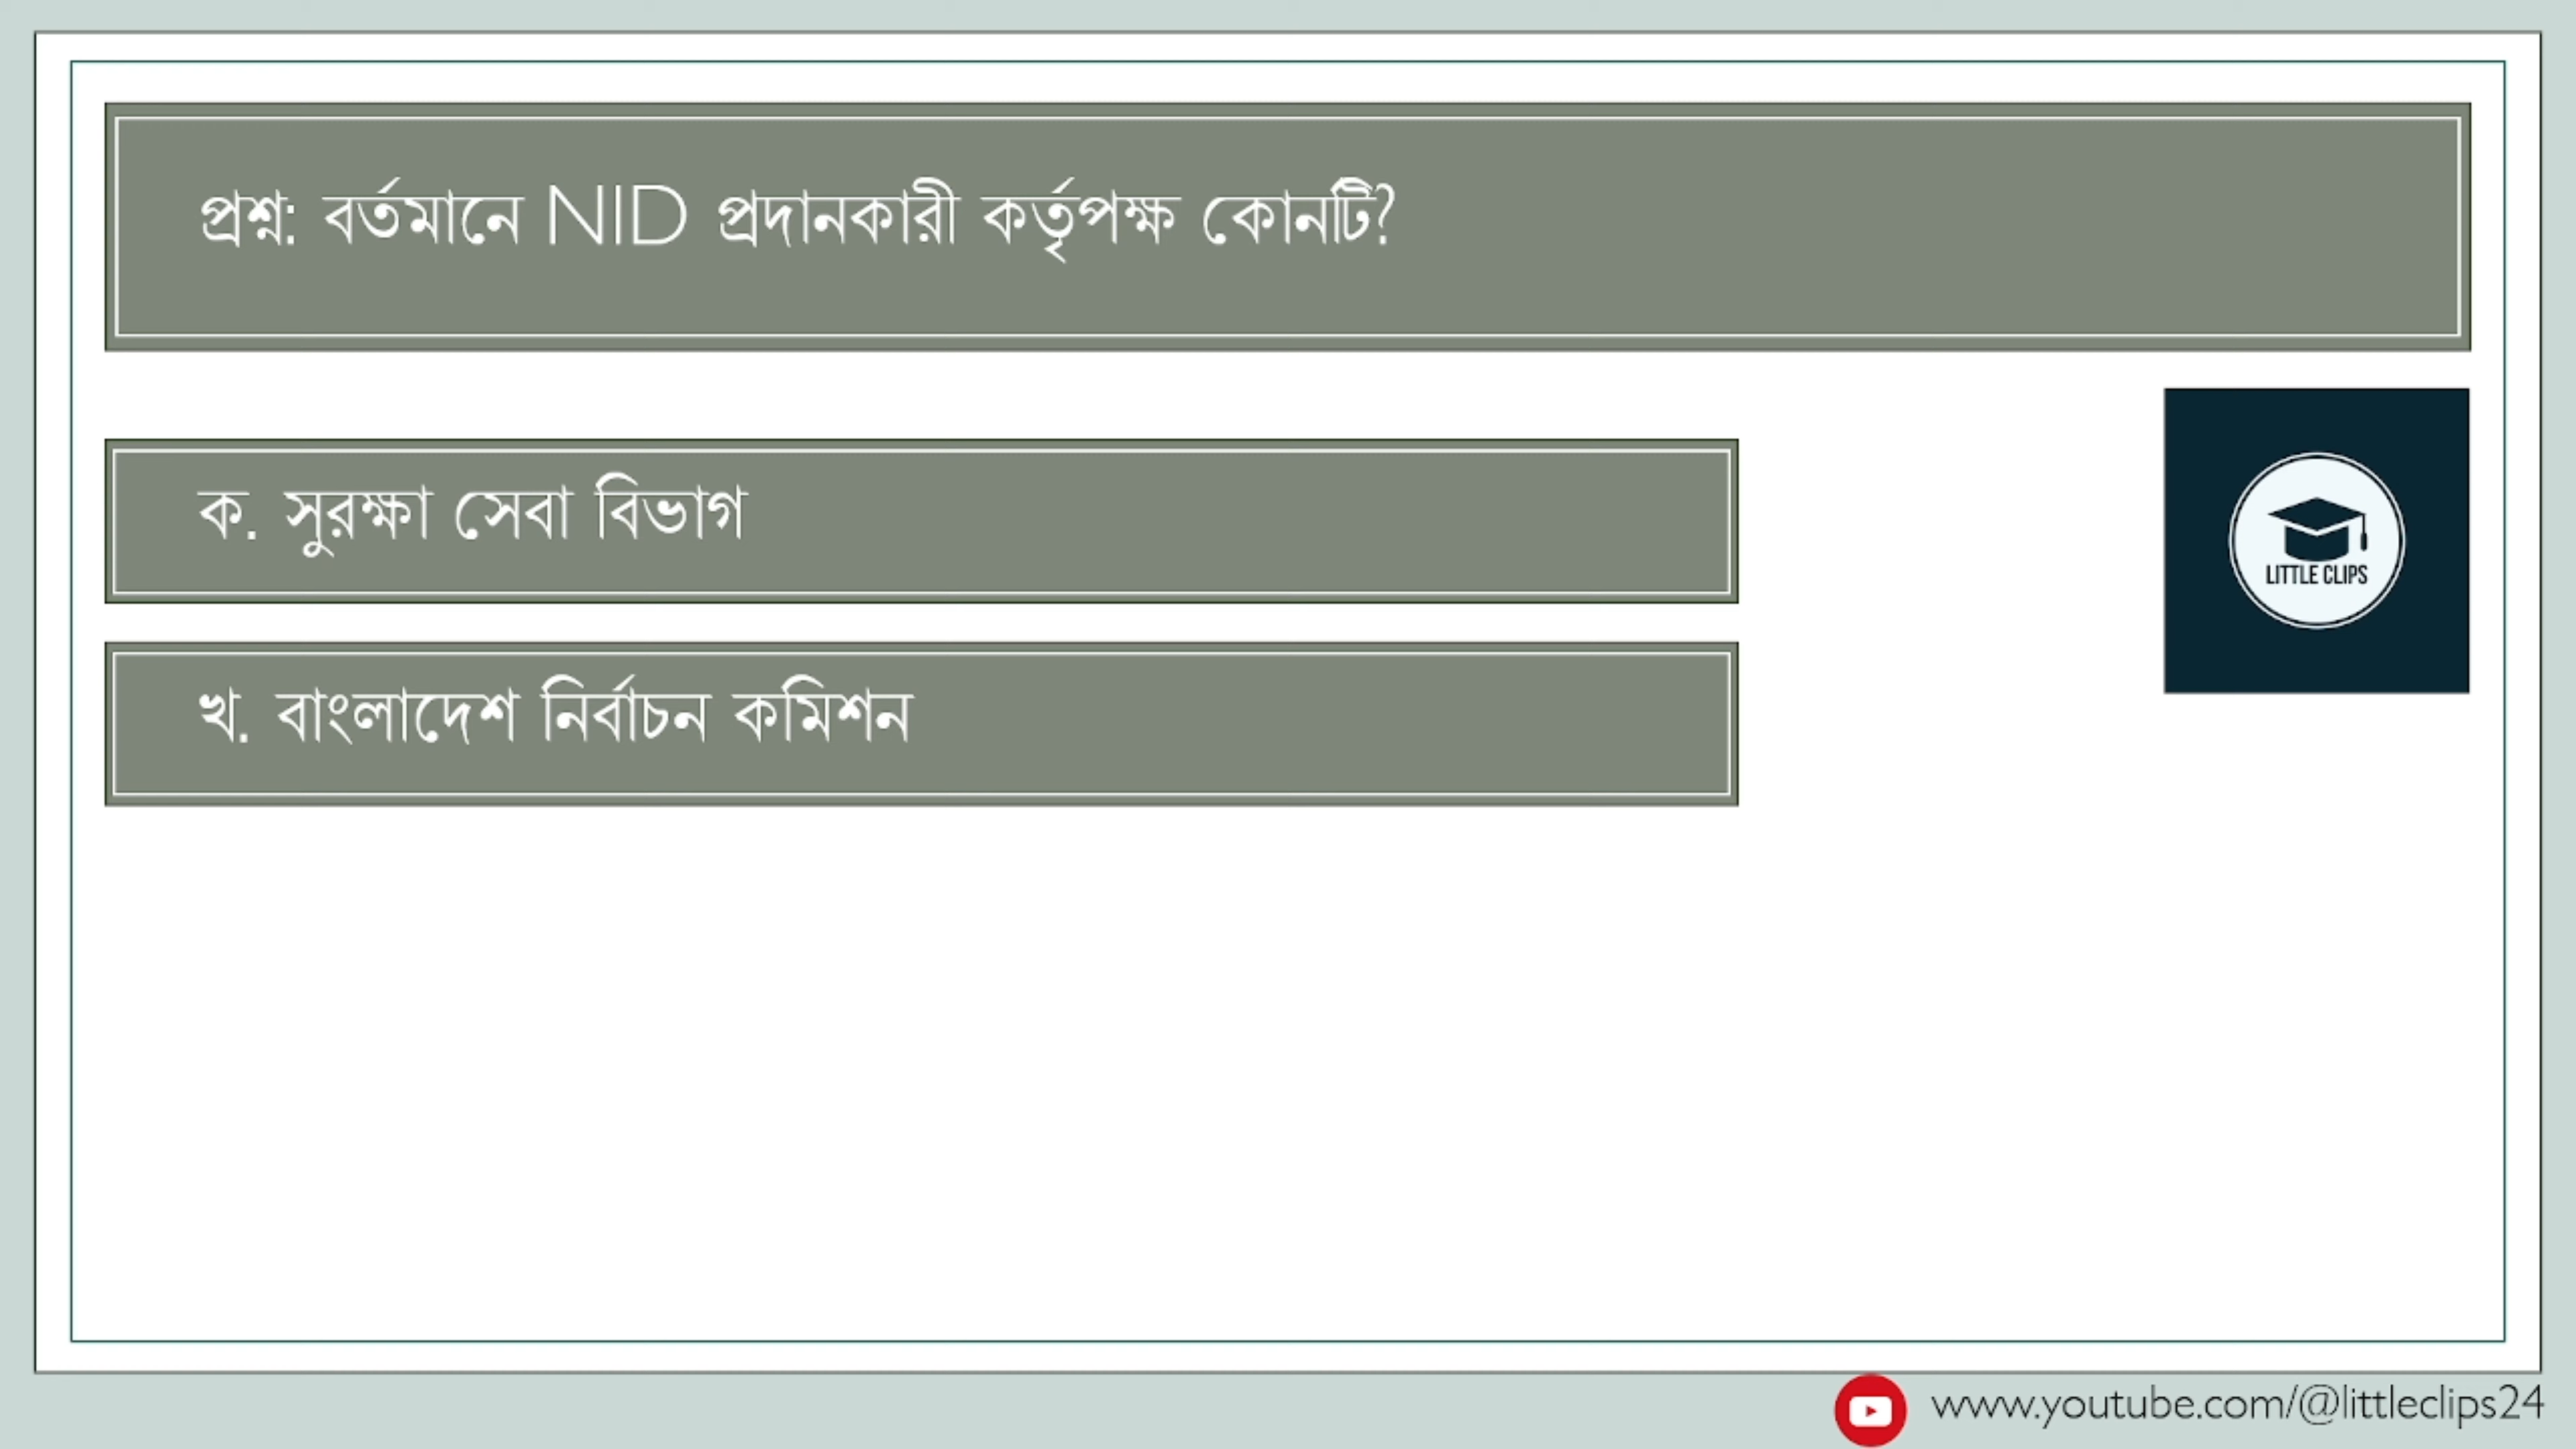 প্রশ্ন: বর্তমানে NID প্রদানকারী কর্তৃপক্ষ কোনটি?
ক. সুরক্ষা সেবা বিভাগ
LITTLE CLIPS
খ. বাংলাদেশ নির্বাচন কমিশন
www.youtube.com/@littleclips24